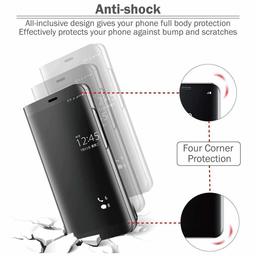 Anti-shock
All-inclusive design gives your phone full body protection
Effectively protects your phone against bump and scratches
12:45
Four Corner
Protection